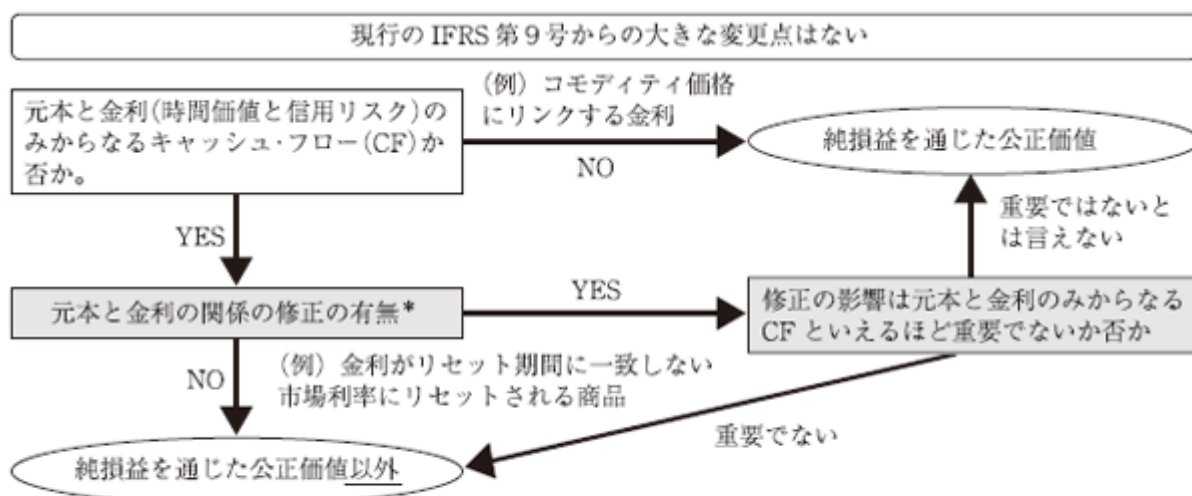 現行の IFRS 第9号からの大きな変更点はない
元本と金利(時間価値と信用リスク)の
みからなるキャッシュ・フロー(CF)か
否か。
(例) コモディティ価格
にリンクする金利
NO
純損益を通じた公正価値
YES
重要ではないと
は言えない
元本と金利の関係の修正の有無*
YES
修正の影響は元本と金利のみからなる
CF といえるほど重要でないか否か
NO
(例) 金利がリセット期間に一致しない
市場利率にリセットされる商品
重要でない
純損益を通じた公正価値以外